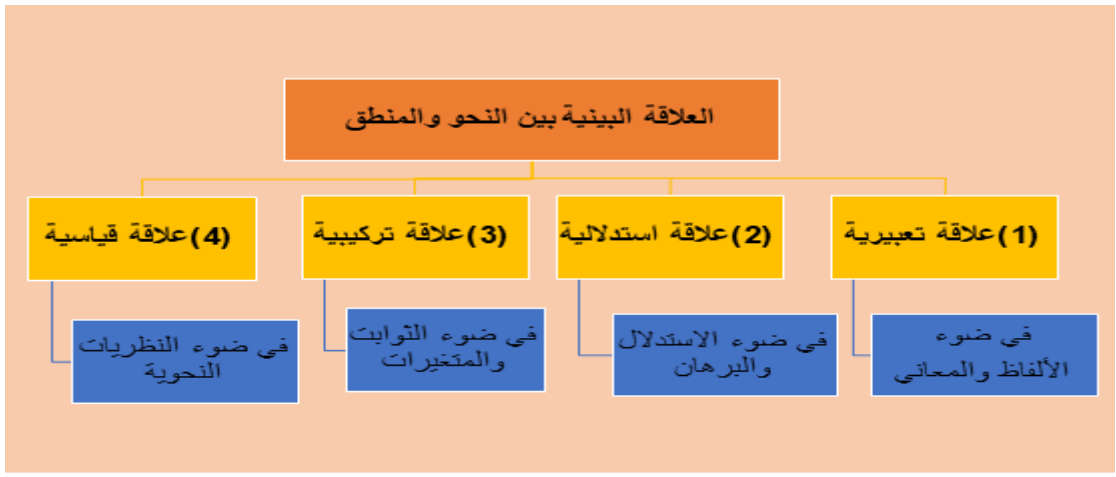 العلاقة البينية بين النحو والمنطق
(1)علاقة تعبيرية
(2)علاقة استدلالية
(3)علاقة تركيبية
(4)علاقة قياسية
في ضوء
الألفاظ والمعاني
في ضوء الاستدلال
والبرهان
في ضوء الثوابت
والمتغيرات
في ضوء النظريات
النحوية